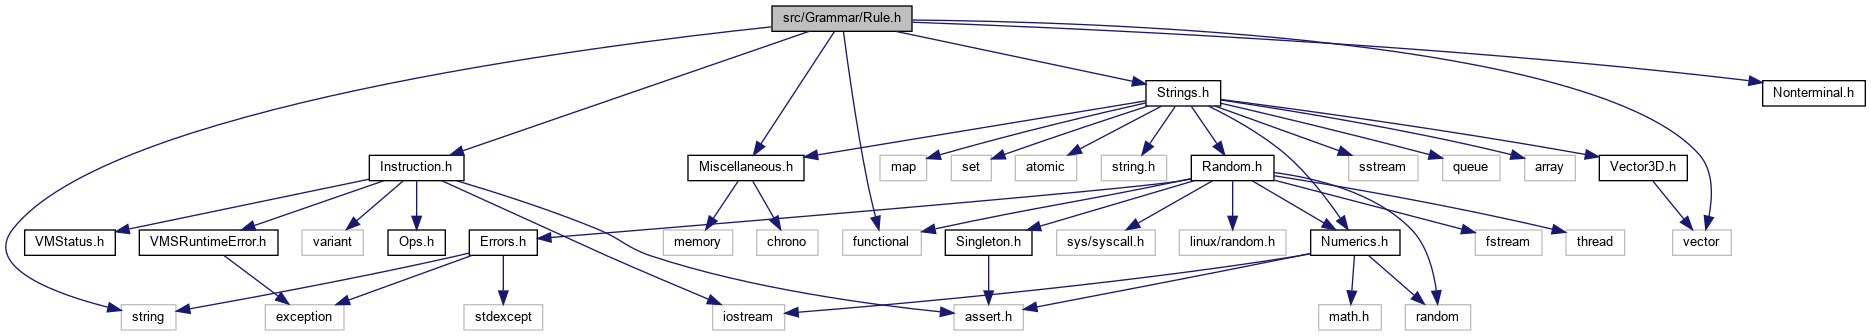 src/Grammar/Rule.h
Strings.h
Nonterminal.h
Instruction.h
Miscellaneous.h
map
set
atomic
string.h
Random.h
sstream
queue
array
Vector3D.h
VMStatus.h
VMSRuntimeError.h
variant
Ops.h
Errors.h
memory
chrono
functional
Singleton.h
sys/syscall.h
linux/random.h
Numerics.h
fstream
thread
vector
string
exception
stdexcept
iostream
assert.h
math.h
random